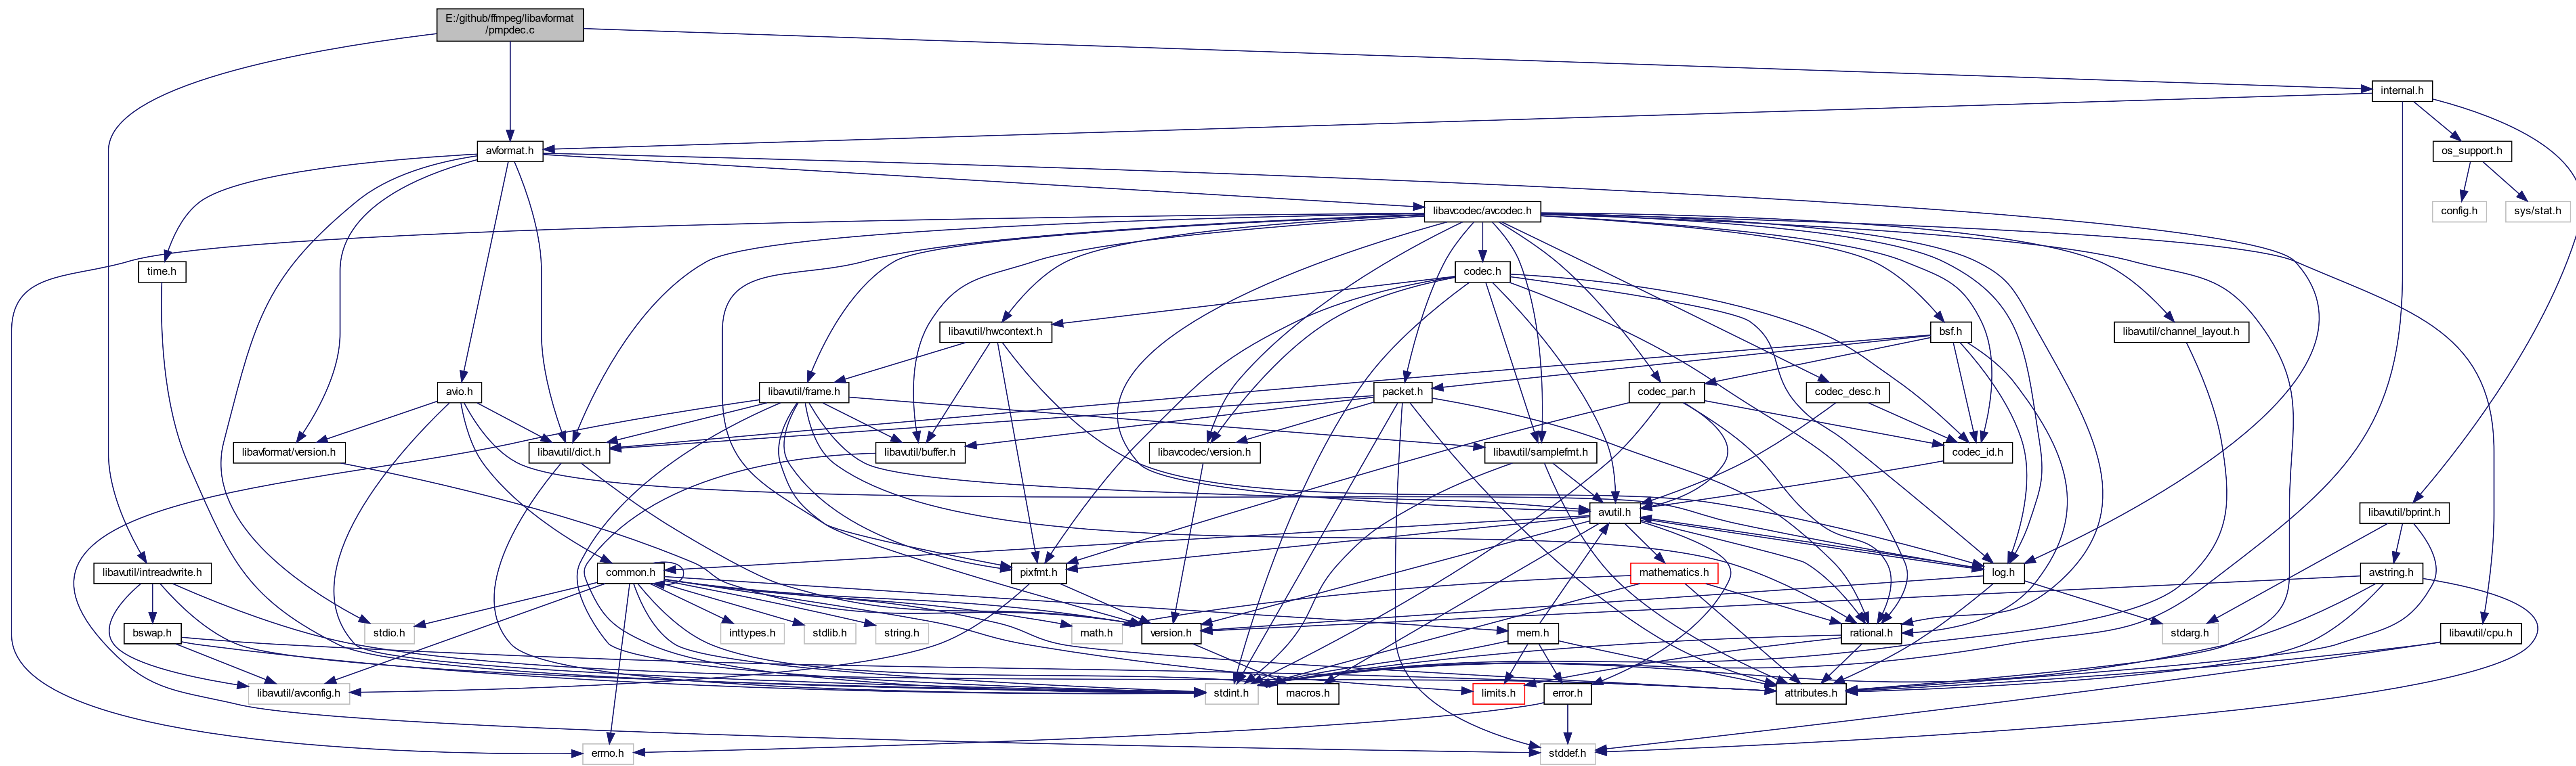 E:/github/ffmpeg/libavformat
/pmpdec.c
internal.h
avformat.h
os_support.h
libavcodec/avcodec.h
config.h
sys/stat.h
time.h
codec.h
libavutil/hwcontext.h
bsf.h
libavutil/channel_layout.h
avio.h
libavutil/frame.h
packet.h
codec_par.h
codec_desc.h
libavformat/version.h
libavutil/dict.h
libavutil/buffer.h
libavcodec/version.h
libavutil/samplefmt.h
codec_id.h
avutil.h
libavutil/bprint.h
libavutil/intreadwrite.h
common.h
pixfmt.h
mathematics.h
log.h
avstring.h
bswap.h
stdio.h
inttypes.h
stdlib.h
string.h
math.h
version.h
mem.h
rational.h
stdarg.h
libavutil/cpu.h
libavutil/avconfig.h
stdint.h
macros.h
limits.h
error.h
attributes.h
errno.h
stddef.h